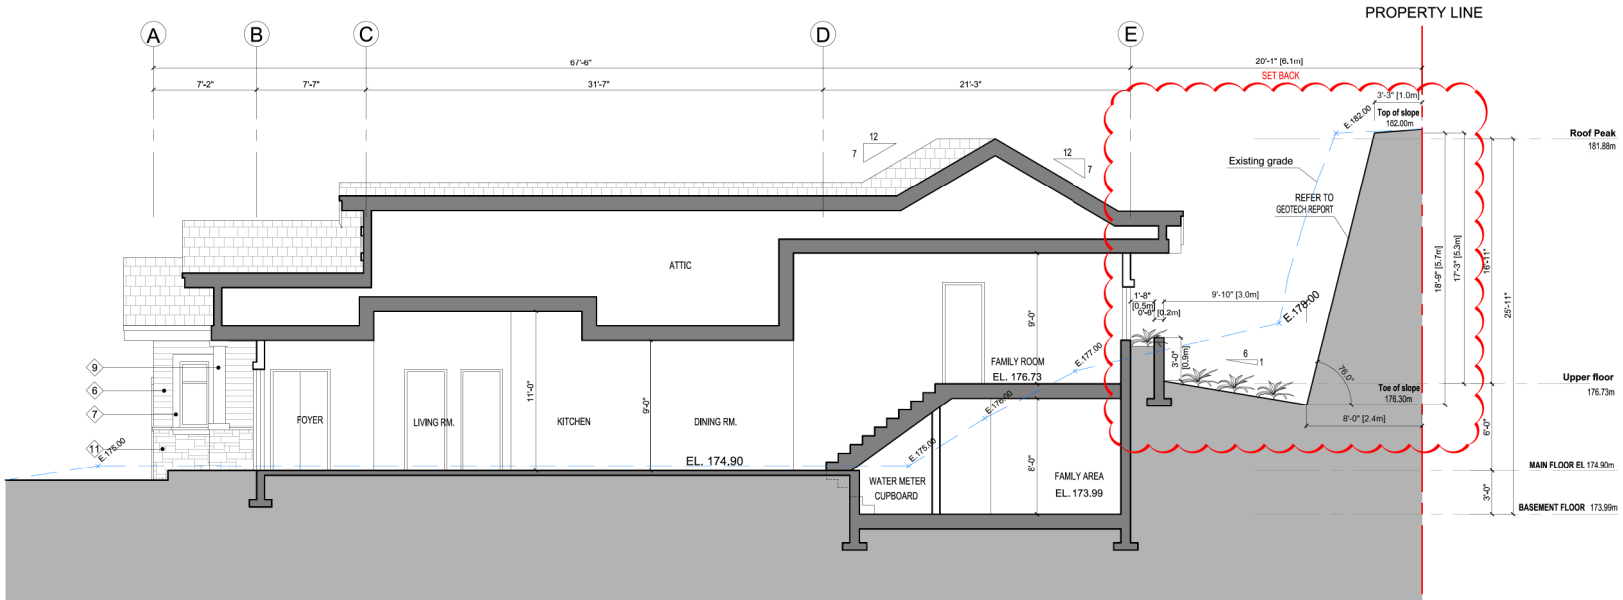 PROPERTY LINE
A
B
C
D
E
67'-6"
20'-1" [6.1m]
SET BACK
7'-2"
7'-7"
31'-7"
21'-3"
3'-3" [1.0m]
Top of slope
182.00m
E.182.00
Roof Peak
181.88m
12
7
12
7
Existing grade
REFER TO
GEOTECH REPORT
ATTIC
18'-9" [5.7m]
17'-3" [5.3m]
16'-11"
25'-11"
1'-8"
[0.5m]
9'-10" [3.0m]
0'-8" [0.2m]
E.178.00
9'-0"
3'-0"
[0.9m]
6
1
76.0°
FAMILY ROOM
EL. 176.73
E.177.00
Upper floor
176.73m
Toe of slope
176.30m
8'-0" [2.4m]
6'-0"
9
6
7
11
E.175.00
FOYER
LIVING RM.
11'-0"
KITCHEN
9'-0"
DINING RM.
EL. 174.90
E.176.00
E.175.00
8'-0"
WATER METER
CUPBOARD
FAMLY AREA
EL. 173.99
MAIN FLOOR EL 174.90m
3'-0"
BASEMENT FLOOR 173.99m